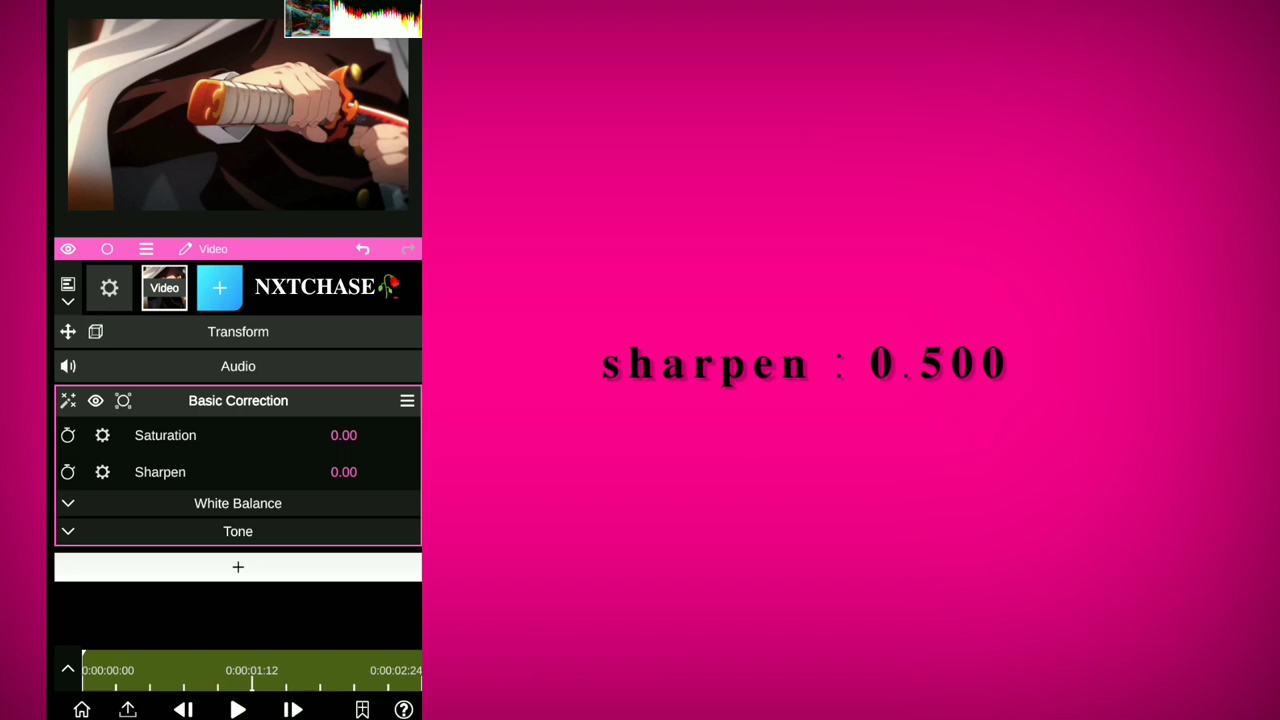 Video
Video
NXTCHASE🥀
Transform
Audio
Basic Correction
Saturation 0.00
Sharpen 0.00
White Balance
Tone
0:00:00:00 0:00:01:12 0:00:02:24
sharpen : 0.500